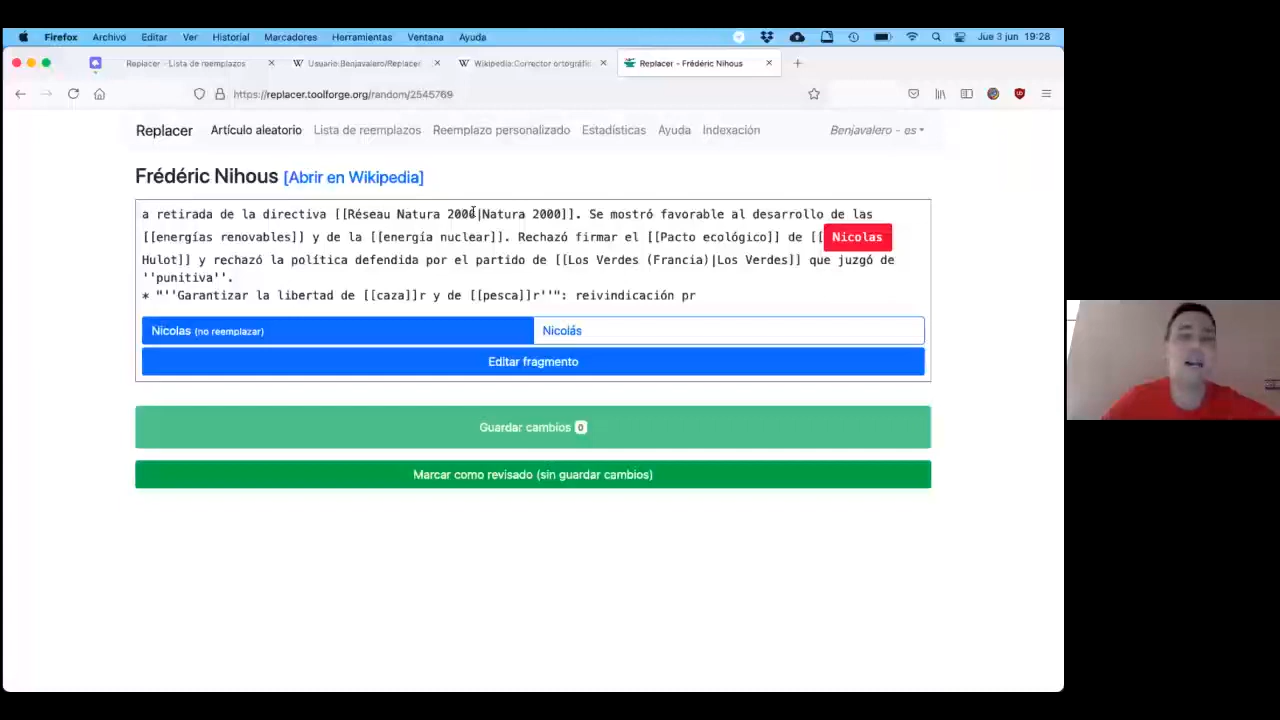 Firefox Archivo Editar Ver Historial Marcadores Herramientas Ventana Ayuda Jue 3 jun 19:28
Replacer - Lista de reemplazos × Usuario:Benjavalero/Replacer × Wikipedia:Corrector ortográfic × Replacer - Frédéric Nihous × +
https://replacer.toolforge.org/random/2545769
Replacer Artículo aleatorio Lista de reemplazos Reemplazo personalizado Estadísticas Ayuda Indexación Benjavalero - es
Frédéric Nihous [Abrir en Wikipedia]
a retirada de la directiva [[Réseau Natura 2000|Natura 2000]]. Se mostró favorable al desarrollo de las
[[energías renovables]] y de la [[energía nuclear]]. Rechazó firmar el [[Pacto ecológico]] de [[Nicolas
Hulot]] y rechazó la política defendida por el partido de [[Los Verdes (Francia)|Los Verdes]] que juzgó de
''punitiva''.
* "''Garantizar la libertad de [[caza]]r y de [[pesca]]r''": reivindicación pr
Nicolas (no reemplazar) Nicolás
Editar fragmento
Guardar cambios 0
Marcar como revisado (sin guardar cambios)